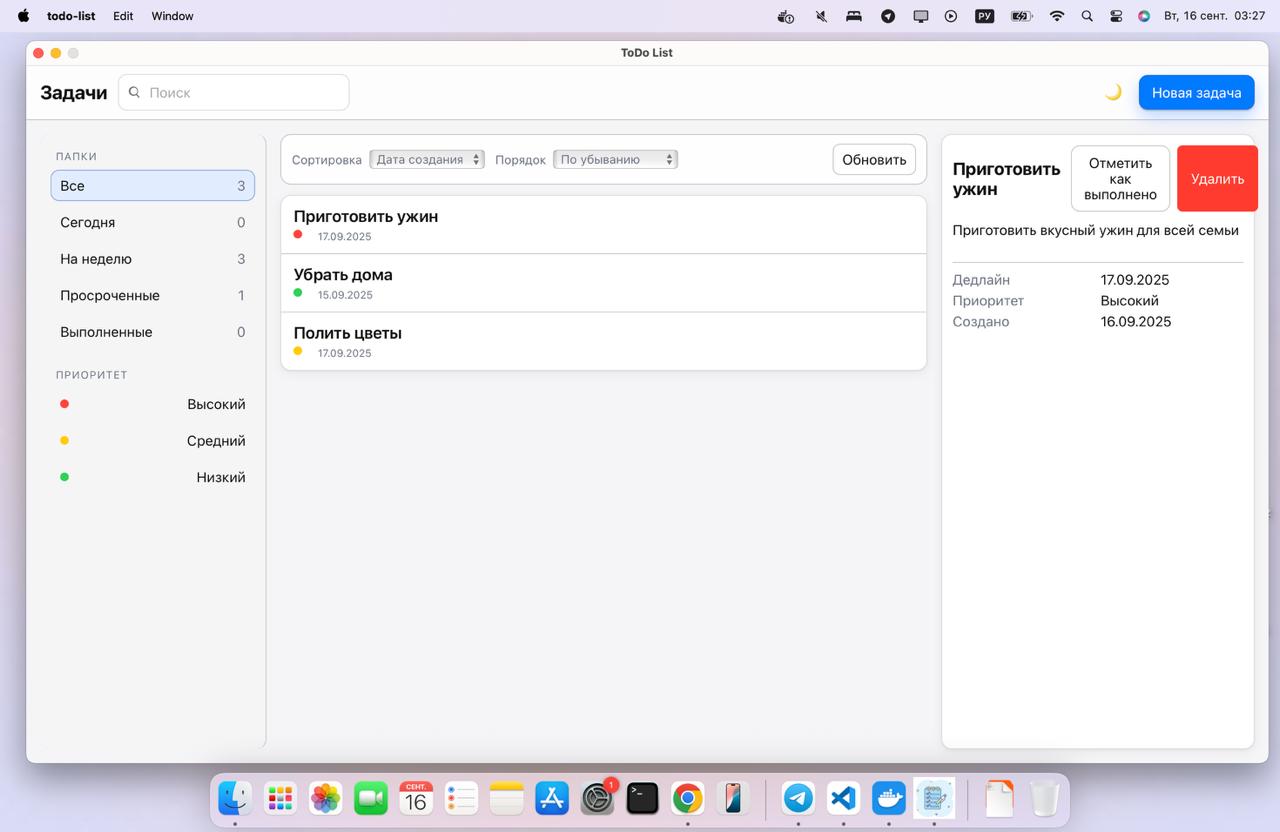 todo-list Edit Window
РУ Вт, 16 сент. 03:27
ToDo List
Задачи
Поиск
Новая задача
ПАПКИ
Все 3
Сегодня 0
На неделю 3
Просроченные 1
Выполненные 0
ПРИОРИТЕТ
Высокий
Средний
Низкий
Сортировка Дата создания Порядок По убыванию Обновить
Приготовить ужин
17.09.2025
Убрать дома
15.09.2025
Полить цветы
17.09.2025
Приготовить
ужин
Отметить
как
выполнено
Удалить
Приготовить вкусный ужин для всей семьи
Дедлайн 17.09.2025
Приоритет Высокий
Создано 16.09.2025
СЕНТ.
16
1